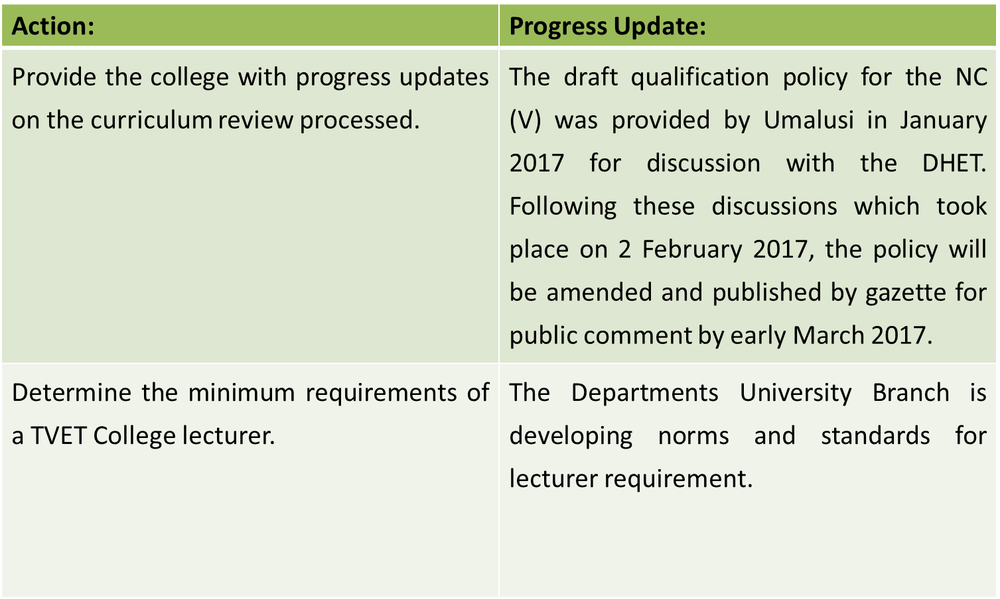 Action:
Progress Update:
Provide the college with progress updates
on the curriculum review processed.
The draft qualification policy for the NC
(V) was provided by Umalusi in January
2017 for discussion with the DHET.
Following these discussions which took
place on 2 February 2017, the policy will
be amended and published by gazette for
public comment by early March 2017.
Determine the minimum requirements of
a TVET College lecturer.
The Departments University Branch is
developing norms and standards for
lecturer requirement.